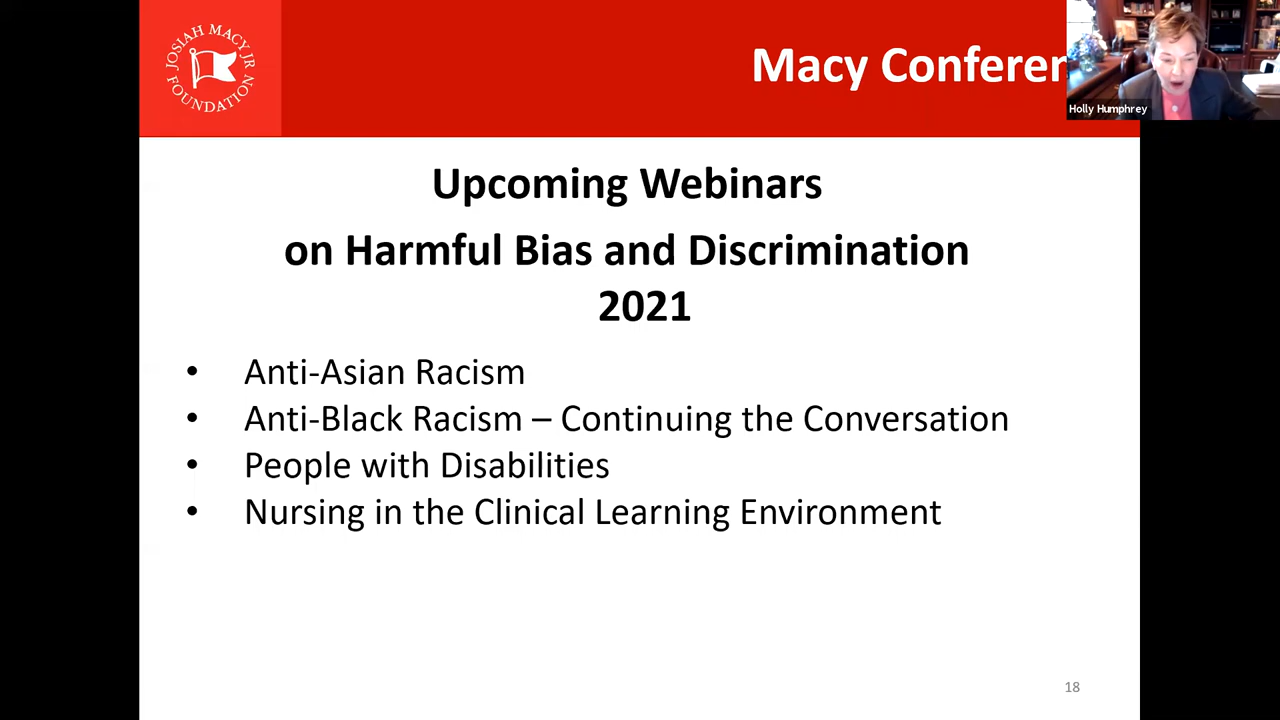 JOSIAH MACY JR
FOUNDATION
Macy Conferen
Holly Humphrey
Upcoming Webinars
on Harmful Bias and Discrimination
2021
• Anti-Asian Racism
• Anti-Black Racism – Continuing the Conversation
• People with Disabilities
• Nursing in the Clinical Learning Environment
18